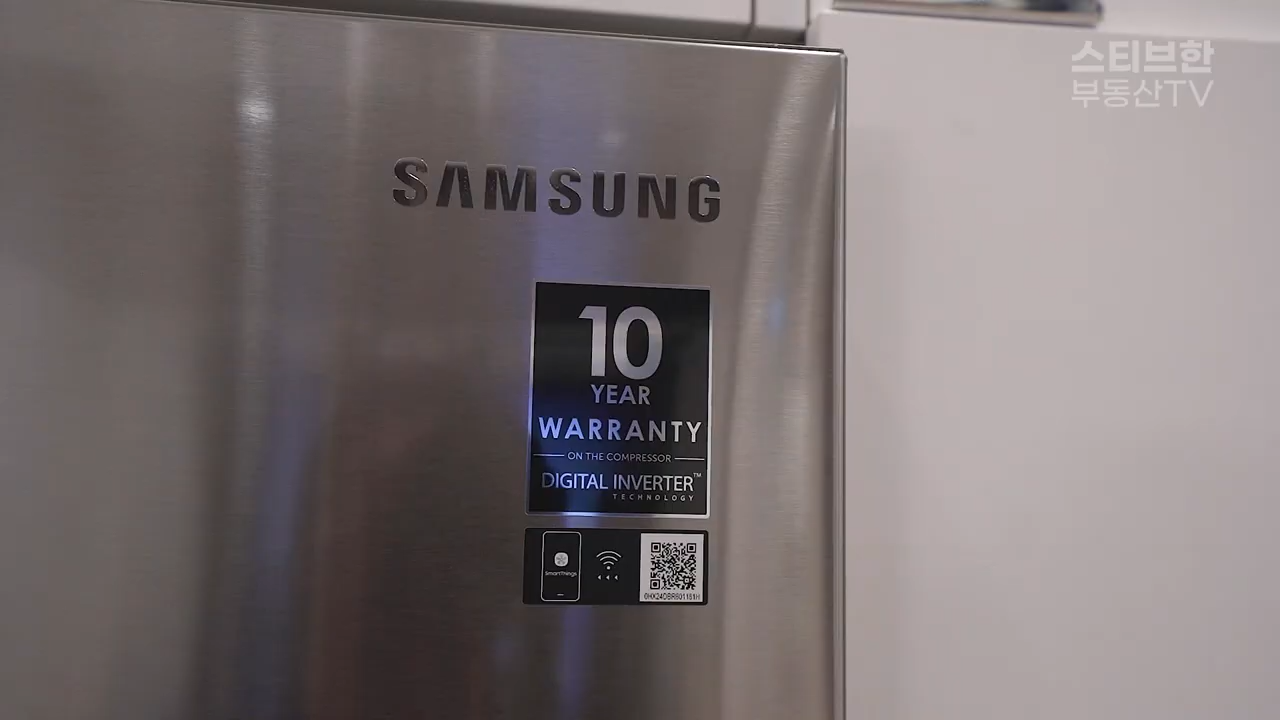 스티브한
부동산TV
SAMSUNG
10
YEAR
WARRANTY
ON THE COMPRESSOR
DIGITAL INVERTER™
TECHNOLOGY
SmartThings